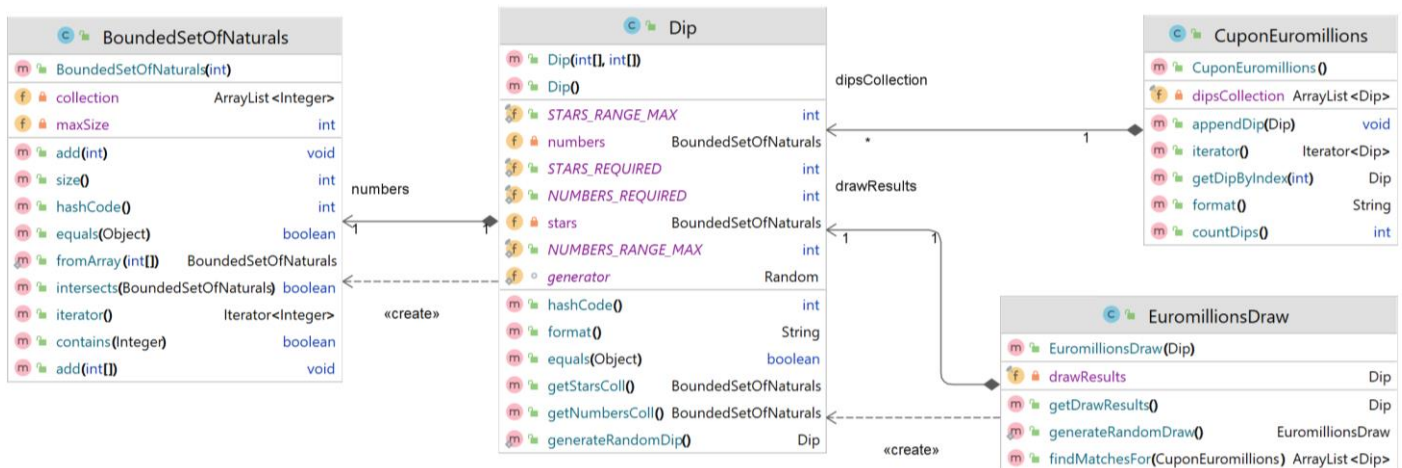 BoundedSetOfNaturals
BoundedSetOfNaturals(int)
collection ArrayList<Integer>
maxSize int
add(int) void
size() int
hashCode() int
equals(Object) boolean
fromArray(int[]) BoundedSetOfNaturals
intersects(BoundedSetOfNaturals) boolean
iterator() Iterator<Integer>
contains(Integer) boolean
add(int[]) void
numbers
1 1
«create»
Dip
Dip(int[], int[])
Dip()
STARS_RANGE_MAX int
numbers BoundedSetOfNaturals
STARS_REQUIRED int
NUMBERS_REQUIRED int
stars BoundedSetOfNaturals
NUMBERS_RANGE_MAX int
generator Random
hashCode() int
format() String
equals(Object) boolean
getStarsColl() BoundedSetOfNaturals
getNumbersColl() BoundedSetOfNaturals
generateRandomDip() Dip
dipsCollection
* 1
drawResults
1 1
«create»
CuponEuromillions
CuponEuromillions()
dipsCollection ArrayList<Dip>
appendDip(Dip) void
iterator() Iterator<Dip>
getDipByIndex(int) Dip
format() String
countDips() int
EuromillionsDraw
EuromillionsDraw(Dip)
drawResults Dip
getDrawResults() Dip
generateRandomDraw() EuromillionsDraw
findMatchesFor(CuponEuromillions) ArrayList<Dip>